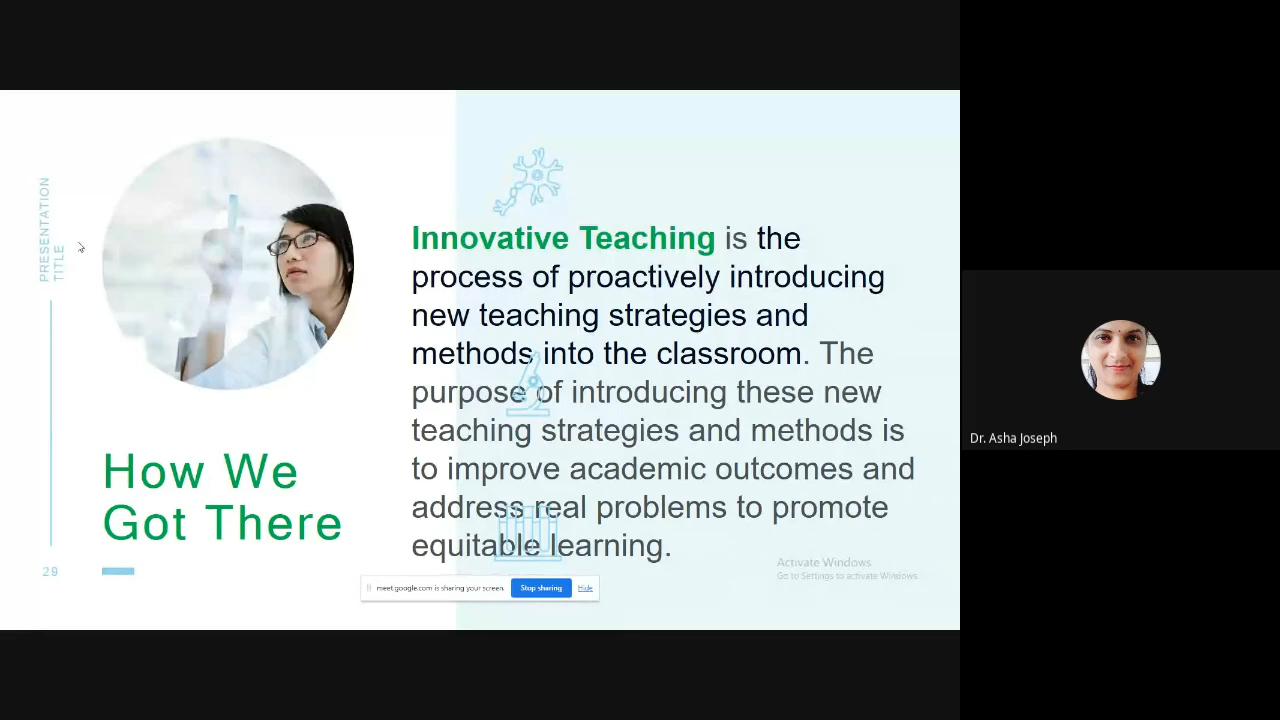 PRESENTATION
TITLE
How We
Got There
29
Innovative Teaching is the
process of proactively introducing
new teaching strategies and
methods into the classroom. The
purpose of introducing these new
teaching strategies and methods is
to improve academic outcomes and
address real problems to promote
equitable learning.
Activate Windows
Go to Settings to activate Windows.
meet.google.com is sharing your screen. Stop sharing Hide
Dr. Asha Joseph